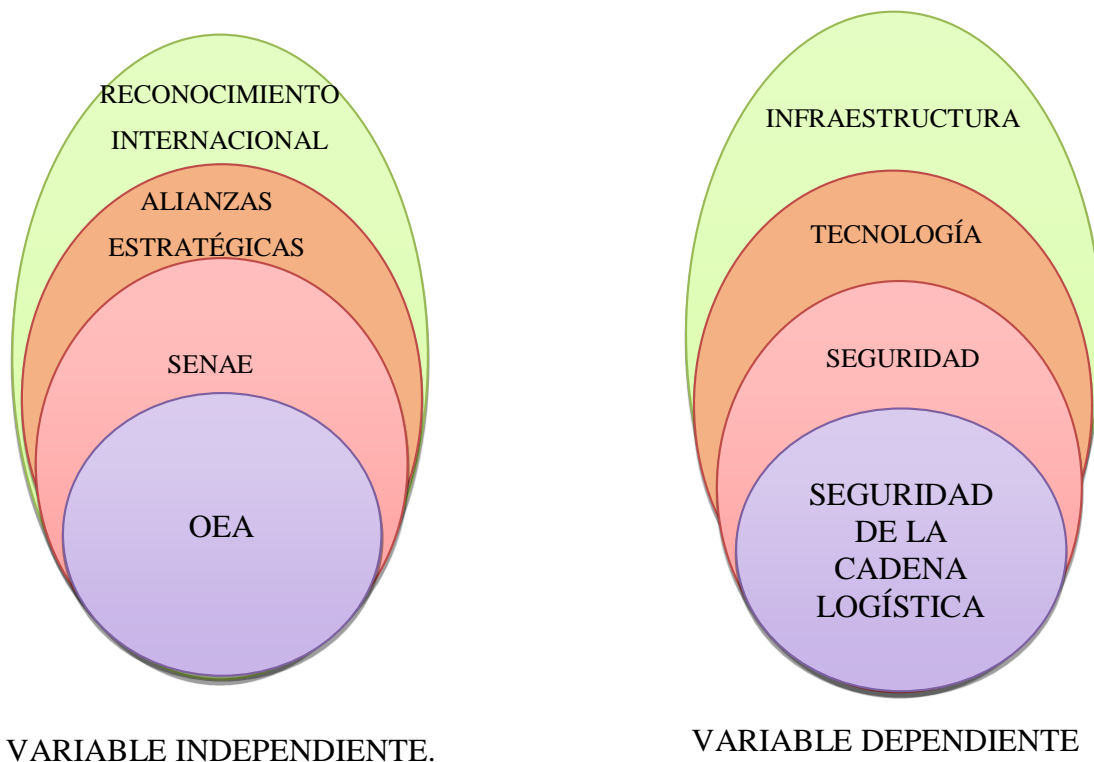 RECONOCIMIENTO
INTERNACIONAL
ALIANZAS
ESTRATÉGICAS
SENAE
OEA
VARIABLE INDEPENDIENTE.
INFRAESTRUCTURA
TECNOLOGÍA
SEGURIDAD
SEGURIDAD
DE LA
CADENA
LOGÍSTICA
VARIABLE DEPENDIENTE